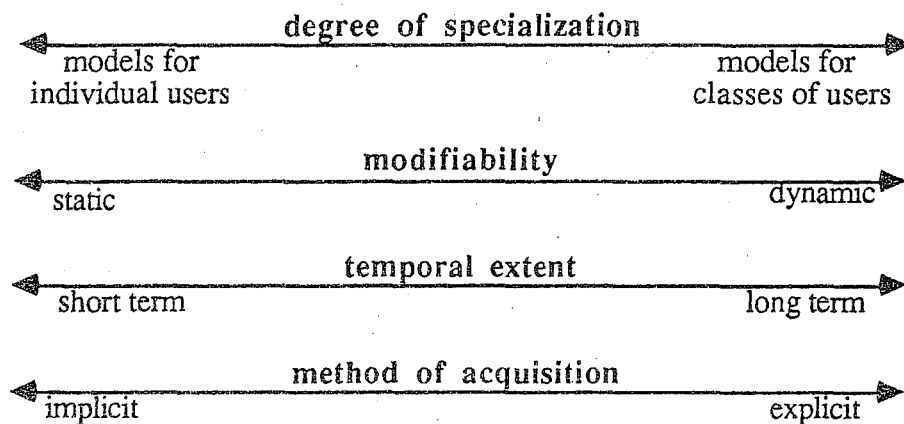 degree of specialization
models for models for
individual users classes of users
modifiability
static dynamic
temporal extent
short term long term
method of acquisition
implicit explicit